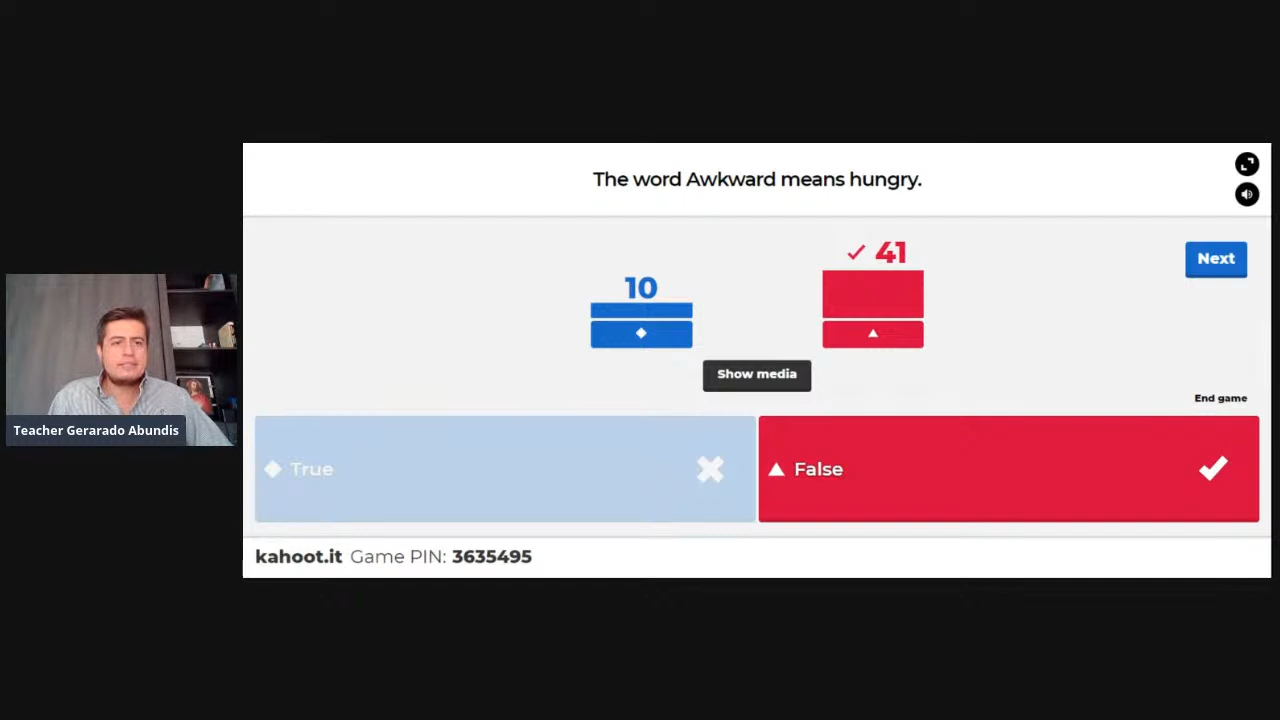 The word Awkward means hungry.
10
41
Next
Show media
End game
Teacher Gerarado Abundis
True
False
kahoot.it Game PIN: 3635495